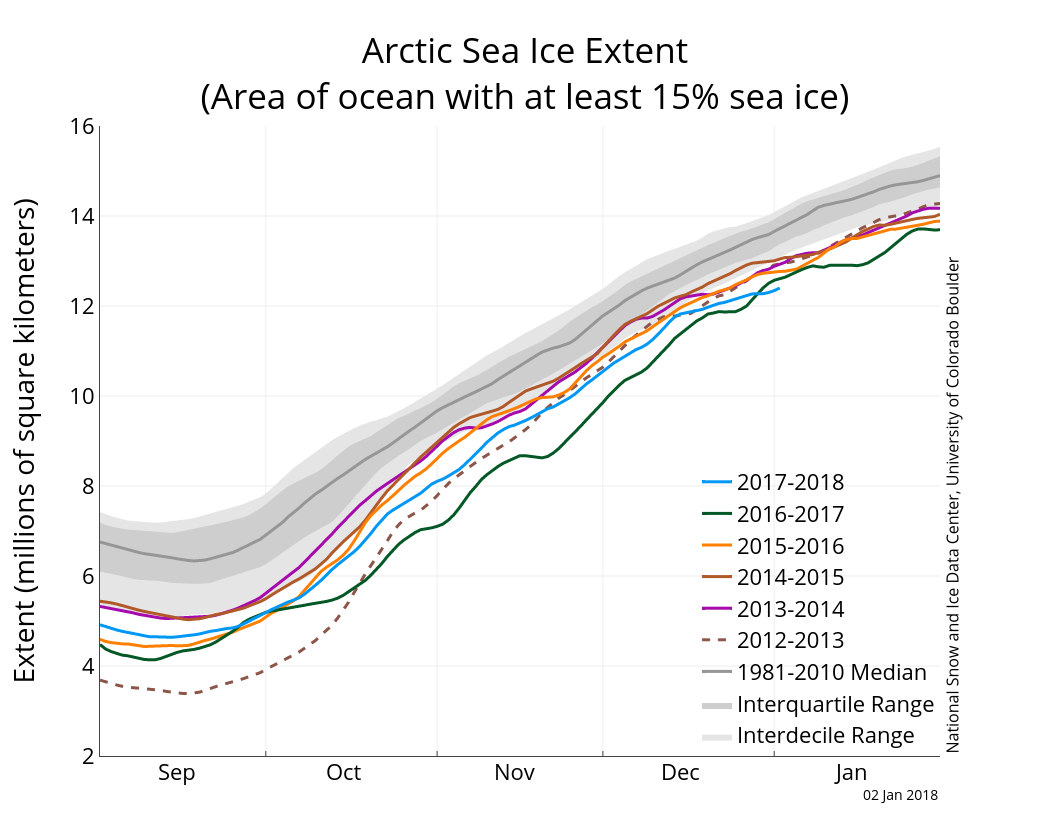 Arctic Sea Ice Extent
(Area of ocean with at least 15% sea ice)
Extent (millions of square kilometers)
16
14
12
10
8
6
4
2
Sep
Oct
Nov
Dec
Jan
2017-2018
2016-2017
2015-2016
2014-2015
2013-2014
2012-2013
1981-2010 Median
Interquartile Range
Interdecile Range
National Snow and Ice Data Center, University of Colorado Boulder
02 Jan 2018